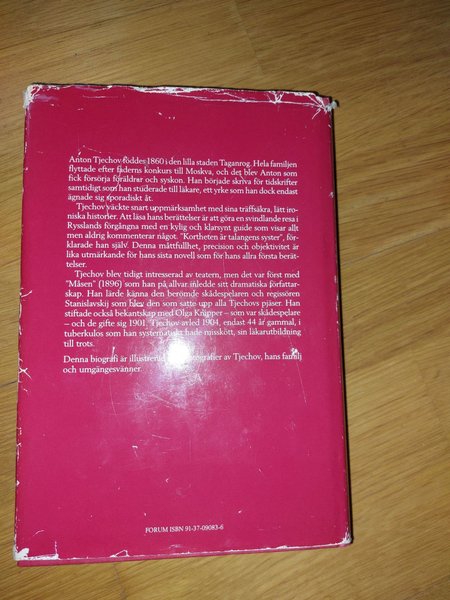 Anton Tjechov föddes 1860 i den lilla staden Taganrog. Hela familjen
flyttade efter faderns konkurs till Moskva, och det blev Anton som
fick försörja föräldrar och syskon. Han började skriva för tidskrifter
samtidigt som han studerade till läkare, ett yrke som han dock endast
ägnade sig sporadiskt åt.
Tjechov väckte snart uppmärksamhet med sina träffsäkra, lätt iro-
niska historier. Att läsa hans berättelser är att göra en svindlande resa i
Rysslands förgångna med en kylig och klarsynt guide som visar allt
men aldrig kommenterar något. "Kortheten är talangens syster", för-
klarade han själv. Denna måttfullhet, precision och objektivitet är
lika utmärkande för hans sista novell som för hans allra första berät-
telser.
Tjechov blev tidigt intresserad av teatern, men det var först med
"Måsen" (1896) som han på allvar inledde sitt dramatiska författar-
skap. Han lärde känna den berömde skådespelaren och regissören
Stanislavskij som blev den som satte upp alla Tjechovs pjäser. Han
stiftade också bekantskap med Olga Knipper — som var skådespelare
— och de gifte sig 1901. Tjechov avled 1904, endast 44 år gammal, i
tuberkulos som han systematiskt hade misskött, sin läkarutbildning
till trots.
Denna biografi är illustrerad fotografier av Tjechov, hans familj
och umgängesvänner.
FORUM ISBN 91-37-09083-6